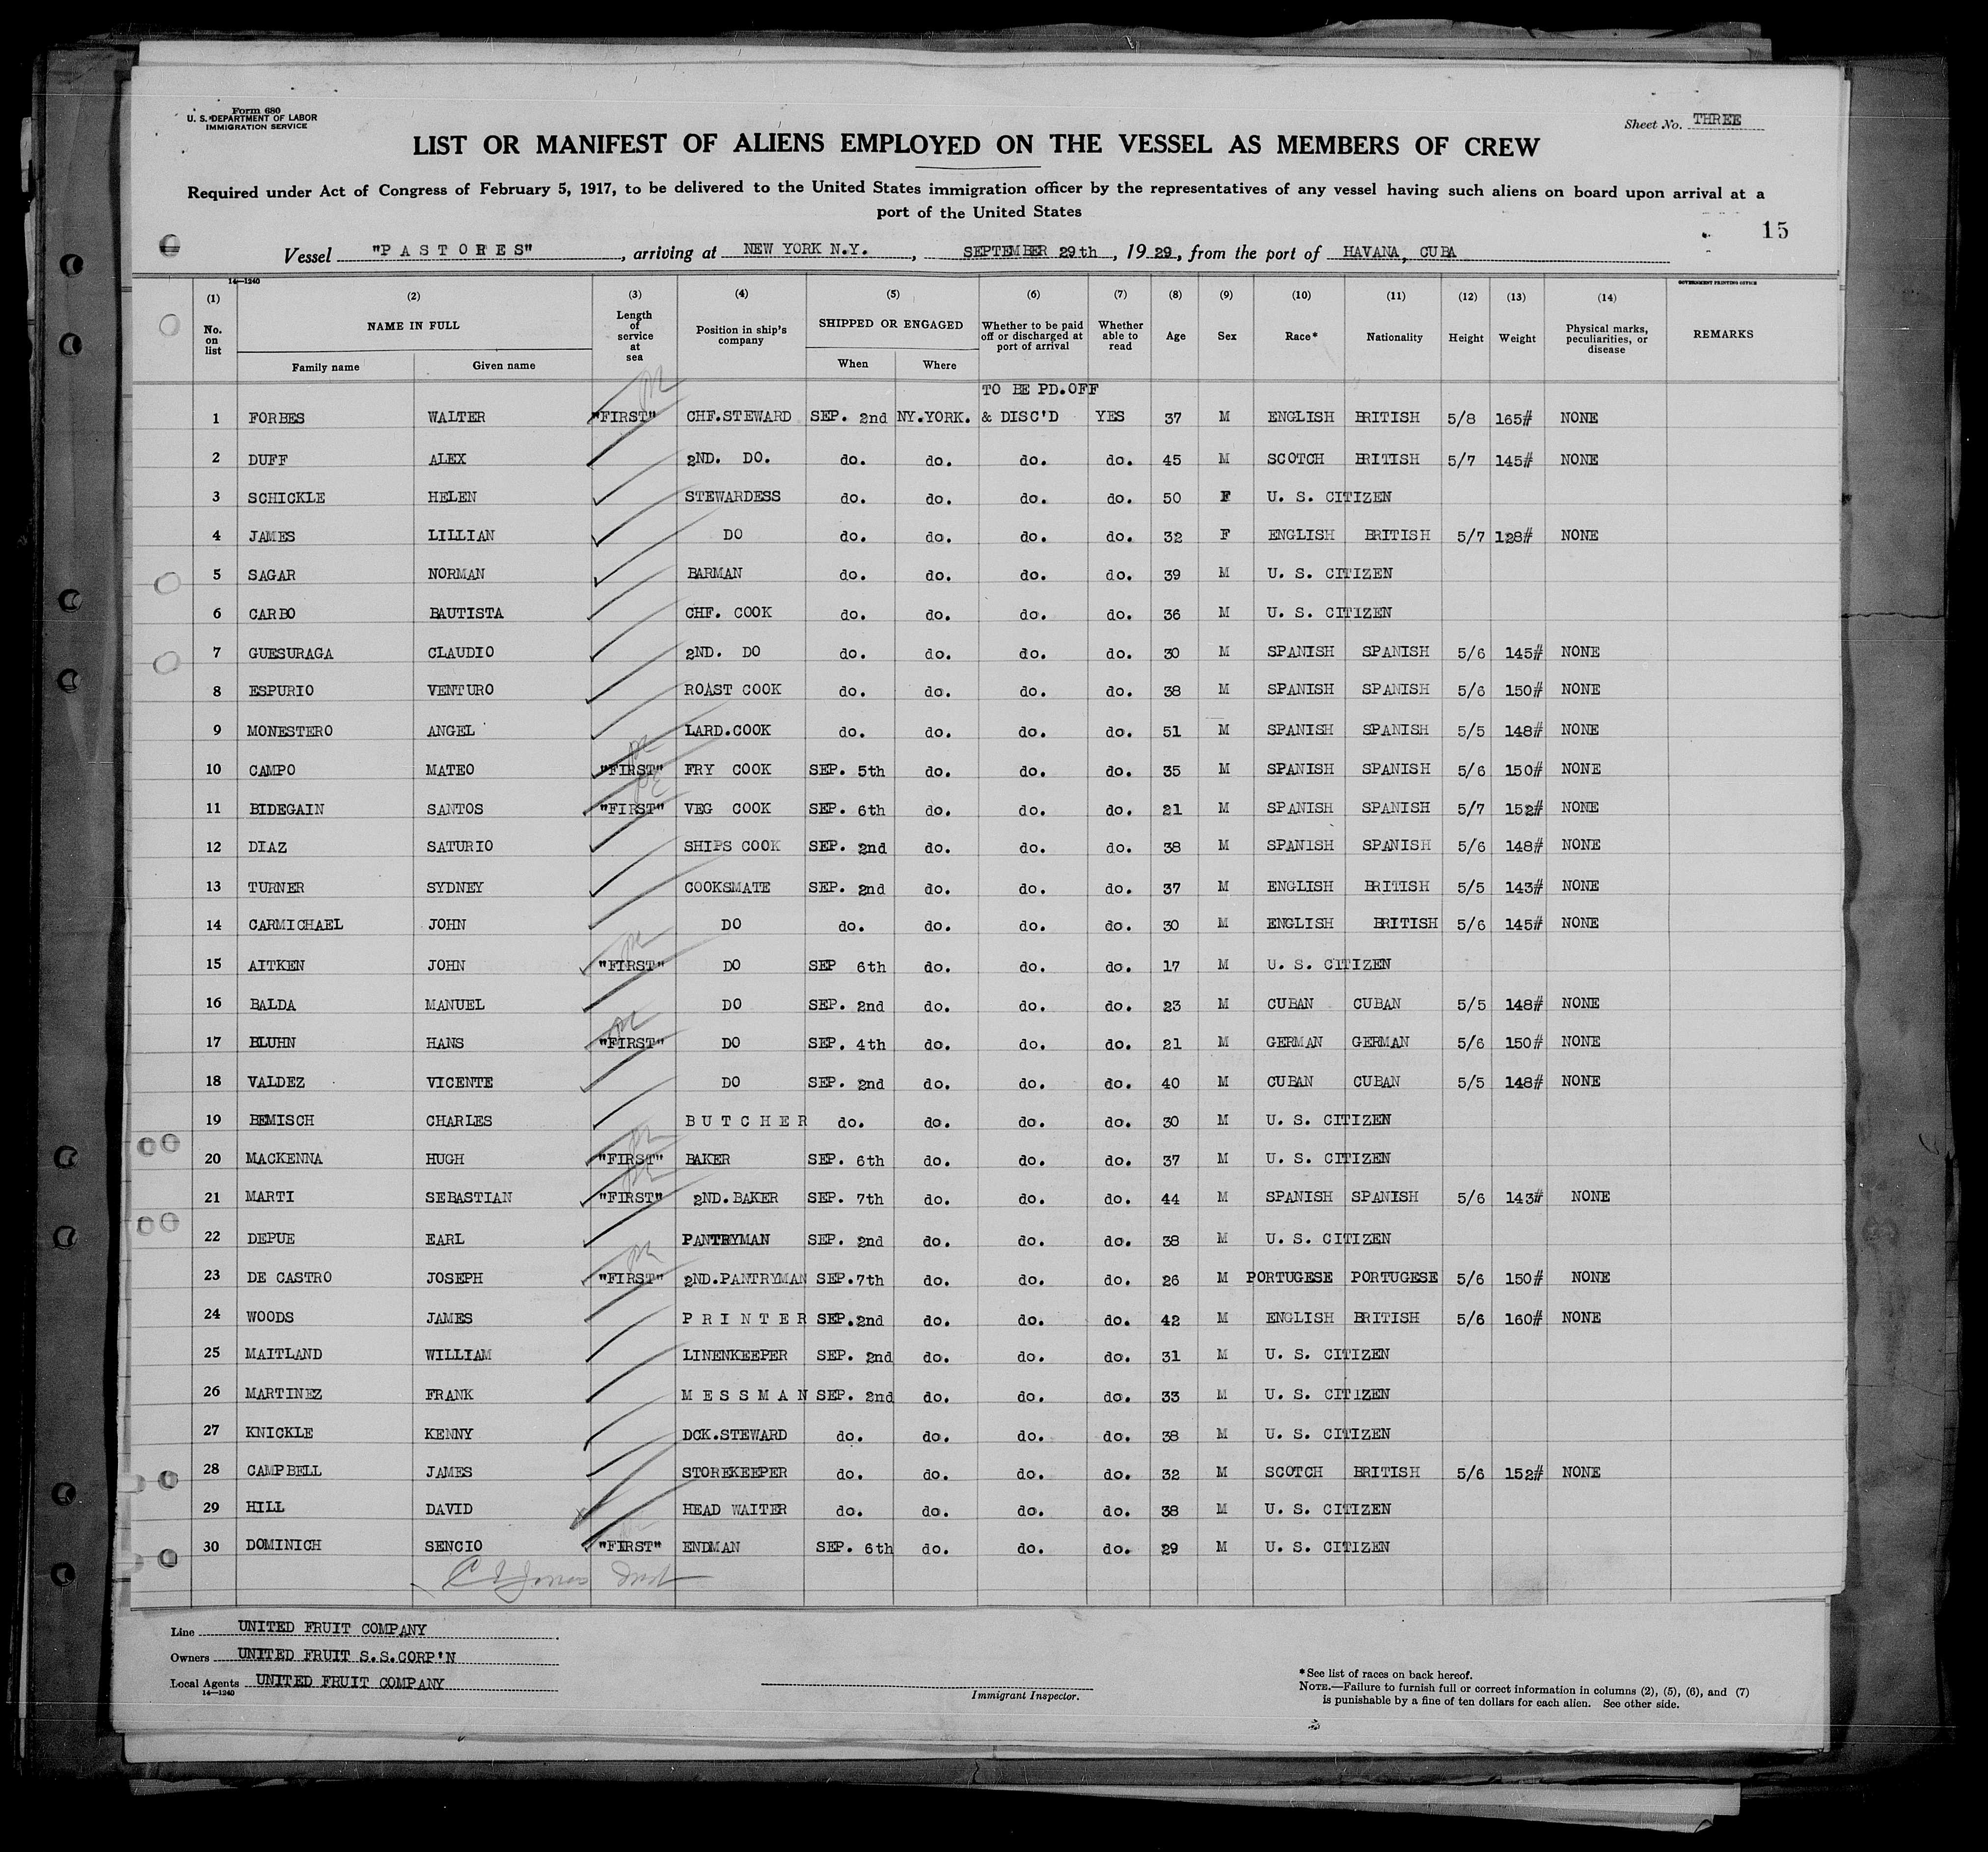 Form 680
U. S. DEPARTMENT OF LABOR
IMMIGRATION SERVICE
Sheet No. THREE
LIST OR MANIFEST OF ALIENS EMPLOYED ON THE VESSEL AS MEMBERS OF CREW
Required under Act of Congress of February 5, 1917, to be delivered to the United States immigration officer by the representatives of any vessel having such aliens on board upon arrival at a
port of the United States
15
Vessel "PASTORES", arriving at NEW YORK N.Y., SEPTEMBER 29th, 1929, from the port of HAVANA, CUBA
14—1240
GOVERNMENT PRINTING OFFICE
(1) (2) (3) (4) (5) (6) (7) (8) (9) (10) (11) (12) (13) (14)
No. on list NAME IN FULL Length of service at sea Position in ship's company SHIPPED OR ENGAGED Whether to be paid off or discharged at port of arrival Whether able to read Age Sex Race* Nationality Height Weight Physical marks, peculiarities, or disease REMARKS
Family name Given name When Where
TO BE PD.OFF
1 FORBES WALTER "FIRST" CHF.STEWARD SEP. 2nd NY.YORK. & DISC'D YES 37 M ENGLISH BRITISH 5/8 165# NONE
2 DUFF ALEX 2ND. DO. do. do. do. do. 45 M SCOTCH BRITISH 5/7 145# NONE
3 SCHICKLE HELEN STEWARDESS do. do. do. do. 50 F U. S. CITIZEN
4 JAMES LILLIAN DO do. do. do. do. 32 F ENGLISH BRITISH 5/7 128# NONE
5 SAGAR NORMAN BARMAN do. do. do. do. 39 M U. S. CITIZEN
6 CARBO BAUTISTA CHF. COOK do. do. do. do. 36 M U. S. CITIZEN
7 GUESURAGA CLAUDIO 2ND. DO do. do. do. do. 30 M SPANISH SPANISH 5/6 145# NONE
8 ESPURIO VENTURO ROAST COOK do. do. do. do. 38 M SPANISH SPANISH 5/6 150# NONE
9 MONESTERO ANGEL LARD.COOK do. do. do. do. 51 M SPANISH SPANISH 5/5 148# NONE
10 CAMPO MATEO "FIRST" FRY COOK SEP. 5th do. do. do. 35 M SPANISH SPANISH 5/6 150# NONE
11 BIDEGAIN SANTOS "FIRST" VEG COOK SEP. 6th do. do. do. 21 M SPANISH SPANISH 5/7 152# NONE
12 DIAZ SATURIO SHIPS COOK SEP. 2nd do. do. do. 38 M SPANISH SPANISH 5/6 148# NONE
13 TURNER SYDNEY COOKSMATE SEP. 2nd do. do. do. 37 M ENGLISH BRITISH 5/5 143# NONE
14 CARMICHAEL JOHN DO do. do. do. do. 30 M ENGLISH BRITISH 5/6 145# NONE
15 AITKEN JOHN "FIRST" DO SEP 6th do. do. do. 17 M U. S. CITIZEN
16 BALDA MANUEL DO SEP. 2nd do. do. do. 23 M CUBAN CUBAN 5/5 148# NONE
17 BLUHN HANS "FIRST" DO SEP. 4th do. do. do. 21 M GERMAN GERMAN 5/6 150# NONE
18 VALDEZ VICENTE DO SEP. 2nd do. do. do. 40 M CUBAN CUBAN 5/5 148# NONE
19 BEMISCH CHARLES BUTCHER do. do. do. do. 30 M U. S. CITIZEN
20 MACKENNA HUGH "FIRST" BAKER SEP. 6th do. do. do. 37 M U. S. CITIZEN
21 MARTI SEBASTIAN "FIRST" 2ND.BAKER SEP. 7th do. do. do. 44 M SPANISH SPANISH 5/6 143# NONE
22 DEPUE EARL PANTRYMAN SEP. 2nd do. do. do. 38 M U. S. CITIZEN
23 DE CASTRO JOSEPH "FIRST" 2ND.PANTRYMAN SEP.7th do. do. do. 26 M PORTUGESE PORTUGESE 5/6 150# NONE
24 WOODS JAMES PRINTER SEP.2nd do. do. do. 42 M ENGLISH BRITISH 5/6 160# NONE
25 MAITLAND WILLIAM LINENKEEPER SEP. 2nd do. do. do. 31 M U. S. CITIZEN
26 MARTINEZ FRANK MESSMAN SEP. 2nd do. do. do. 33 M U. S. CITIZEN
27 KNICKLE KENNY DCK.STEWARD do. do. do. do. 38 M U. S. CITIZEN
28 CAMPBELL JAMES STOREKEEPER do. do. do. do. 32 M SCOTCH BRITISH 5/6 152# NONE
29 HILL DAVID HEAD WAITER do. do. do. do. 38 M U. S. CITIZEN
30 DOMINICH SENCIO "FIRST" ENDMAN SEP. 6th do. do. do. 29 M U. S. CITIZEN
Line UNITED FRUIT COMPANY
Owners UNITED FRUIT S.S.CORP'N
Local Agents UNITED FRUIT COMPANY
14—1240
Immigrant Inspector.
*See list of races on back hereof.
NOTE.—Failure to furnish full or correct information in columns (2), (5), (6), and (7)
is punishable by a fine of ten dollars for each alien. See other side.